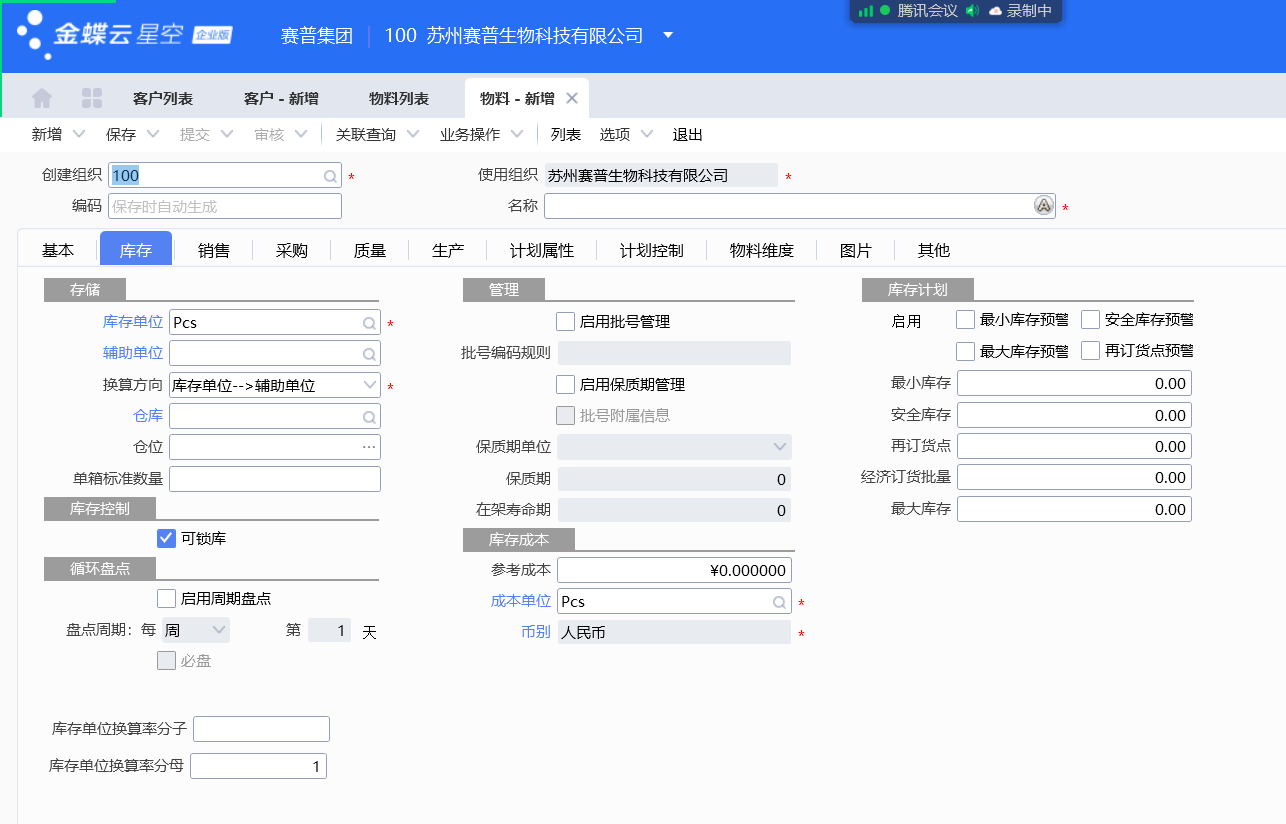 腾讯会议 录制中
金蝶云 星空 企业版 赛普集团 100 苏州赛普生物科技有限公司
客户列表 客户 - 新增 物料列表 物料 - 新增
新增 保存 提交 审核 关联查询 业务操作 列表 选项 退出
创建组织 100 * 使用组织 苏州赛普生物科技有限公司 *
编码 保存时自动生成 名称 A *
基本 库存 销售 采购 质量 生产 计划属性 计划控制 物料维度 图片 其他
存储 管理 库存计划
库存单位 Pcs * 启用批号管理 启用 最小库存预警 安全库存预警
辅助单位 批号编码规则 最大库存预警 再订货点预警
换算方向 库存单位-->辅助单位 * 启用保质期管理 最小库存 0.00
仓库 批号附属信息 安全库存 0.00
仓位 ... 保质期单位 再订货点 0.00
单箱标准数量 保质期 0 经济订货批量 0.00
库存控制 在架寿命期 0 最大库存 0.00
可锁库 库存成本
循环盘点 参考成本 ¥0.000000
启用周期盘点 成本单位 Pcs *
盘点周期: 每 周 第 1 天 币别 人民币 *
必盘
库存单位换算率分子
库存单位换算率分母 1